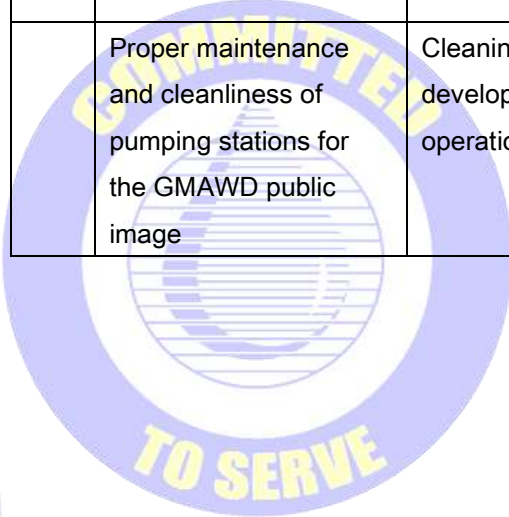 COMMITTED
Proper maintenance
and cleanliness of
pumping stations for
the GMAWD public
image
Cleanin
develop
operatio
TO SERVE